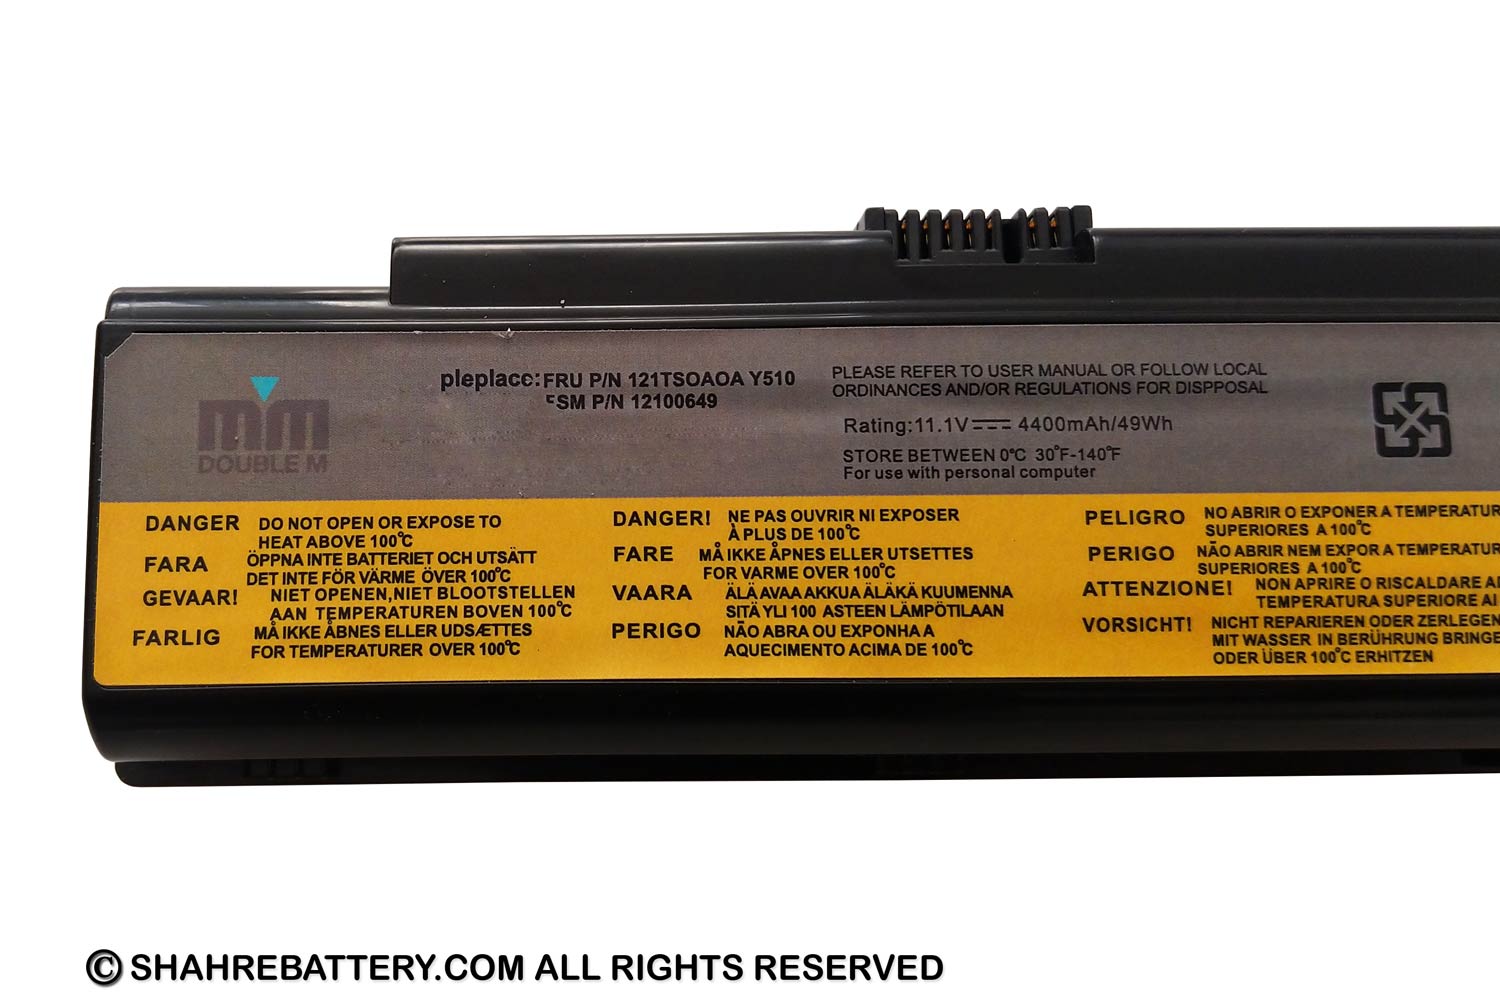 mm
DOUBLE M
pleplace: FRU P/N 121TSOAOA Y510
FSM P/N 12100649
PLEASE REFER TO USER MANUAL OR FOLLOW LOCAL
ORDINANCES AND/OR REGULATIONS FOR DISPPOSAL
Rating:11.1V 4400mAh/49Wh
STORE BETWEEN 0°C 30°F-140°F
For use with personal computer
DANGER DO NOT OPEN OR EXPOSE TO
HEAT ABOVE 100°C
FARA ÖPPNA INTE BATTERIET OCH UTSÄTT
DET INTE FÖR VÄRME ÖVER 100°C
GEVAAR! NIET OPENEN,NIET BLOOTSTELLEN
AAN TEMPERATUREN BOVEN 100°C
FARLIG MÅ IKKE ÅBNES ELLER UDSÆTTES
FOR TEMPERATURER OVER 100°C
DANGER! NE PAS OUVRIR NI EXPOSER
À PLUS DE 100°C
FARE MÅ IKKE ÅPNES ELLER UTSETTES
FOR VARME OVER 100°C
VAARA ÄLÄ AVAA AKKUA ÄLÄKÄ KUUMENNA
SITÄ YLI 100 ASTEEN LÄMPÖTILAAN
PERIGO NÃO ABRA OU EXPONHA A
AQUECIMENTO ACIMA DE 100°C
PELIGRO NO ABRIR O EXPONER A TEMPERATUR
SUPERIORES A 100°C
PERIGO NÃO ABRIR NEM EXPOR A TEMPERATUR
SUPERIORES A 100°C
ATTENZIONE! NON APRIRE O RISCALDARE A
TEMPERATURA SUPERIORE AI
VORSICHT! NICHT REPARIEREN ODER ZERLEGEN
MIT WASSER IN BERÜHRUNG BRINGE
ODER ÜBER 100°C ERHITZEN
© SHAHREBATTERY.COM ALL RIGHTS RESERVED